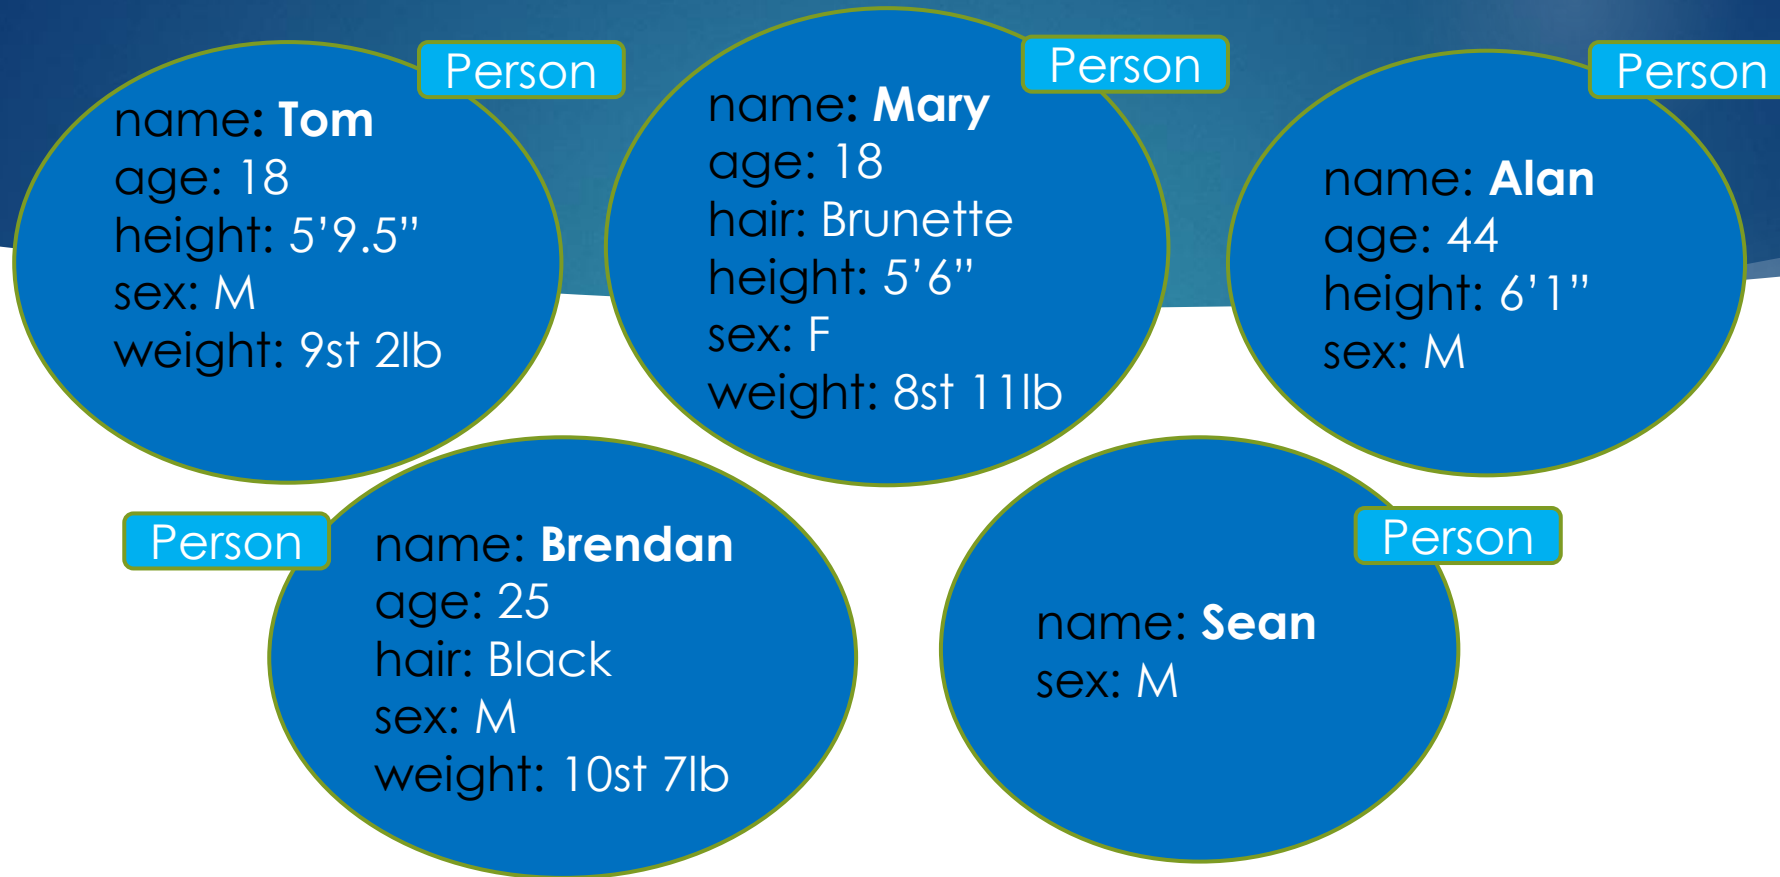 Person
name: Tom
age: 18
height: 5’9.5”
sex: M
weight: 9st 2lb
Person
name: Mary
age: 18
hair: Brunette
height: 5’6”
sex: F
weight: 8st 11lb
Person
name: Alan
age: 44
height: 6’1”
sex: M
Person
name: Brendan
age: 25
hair: Black
sex: M
weight: 10st 7lb
Person
name: Sean
sex: M